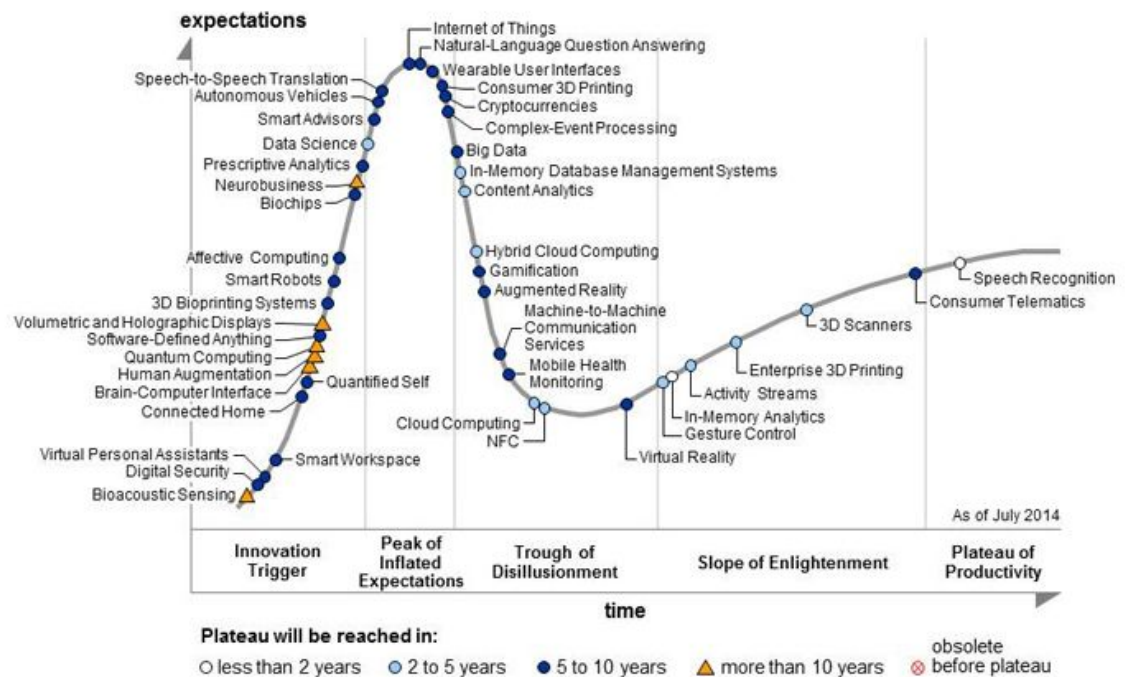 expectations
Internet of Things
Natural-Language Question Answering
Wearable User Interfaces
Consumer 3D Printing
Cryptocurrencies
Complex-Event Processing
Speech-to-Speech Translation
Autonomous Vehicles
Smart Advisors
Data Science
Prescriptive Analytics
Neurobusiness
Biochips
Big Data
In-Memory Database Management Systems
Content Analytics
Affective Computing
Smart Robots
3D Bioprinting Systems
Volumetric and Holographic Displays
Software-Defined Anything
Quantum Computing
Human Augmentation
Brain-Computer Interface
Connected Home
Quantified Self
Hybrid Cloud Computing
Gamification
Augmented Reality
Machine-to-Machine
Communication
Services
Mobile Health
Monitoring
Cloud Computing
NFC
Virtual Personal Assistants
Digital Security
Bioacoustic Sensing
Smart Workspace
Speech Recognition
Consumer Telematics
3D Scanners
Enterprise 3D Printing
Activity Streams
In-Memory Analytics
Gesture Control
Virtual Reality
As of July 2014
Innovation
Trigger
Peak of
Inflated
Expectations
Trough of
Disillusionment
Slope of Enlightenment
Plateau of
Productivity
time
Plateau will be reached in:
less than 2 years
2 to 5 years
5 to 10 years
more than 10 years
obsolete
before plateau